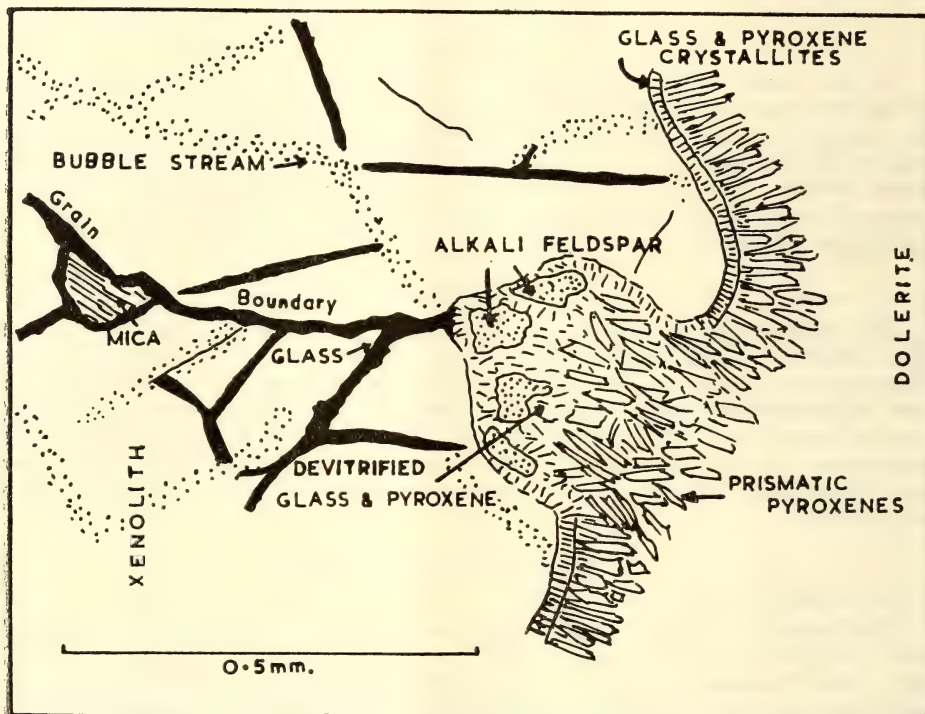 GLASS & PYROXENE
CRYSTALLITES
BUBBLE STREAM
Grain
ALKALI FELDSPAR
Boundary
MICA
GLASS
DOLERITE
XENOLITH
DEVITRIFIED
GLASS & PYROXENE
PRISMATIC
PYROXENES
0·5mm.